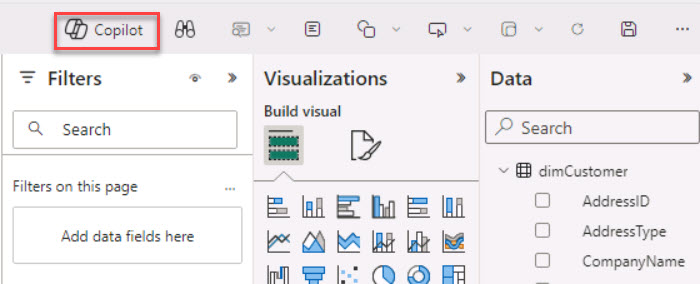 Copilot
Filters
Search
Filters on this page
Add data fields here
Visualizations
Build visual
Data
Search
dimCustomer
AddressID
AddressType
CompanyName